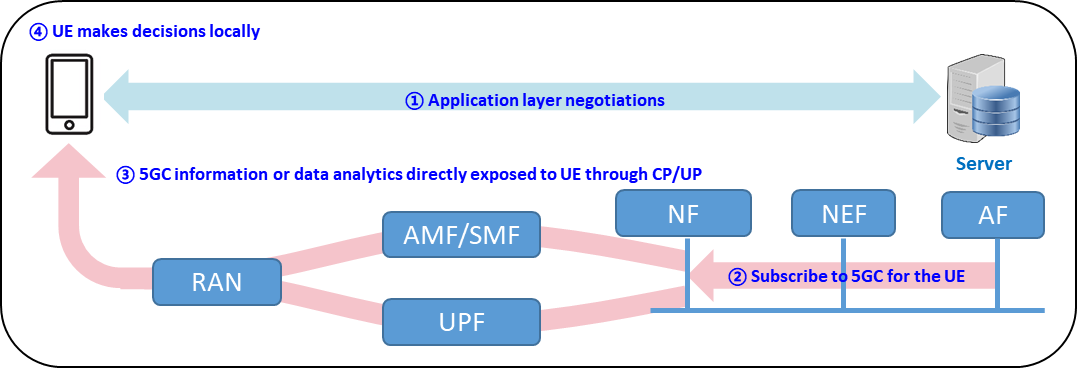 ④ UE makes decisions locally
① Application layer negotiations
Server
③ 5GC information or data analytics directly exposed to UE through CP/UP
NF
NEF
AF
AMF/SMF
RAN
② Subscribe to 5GC for the UE
UPF